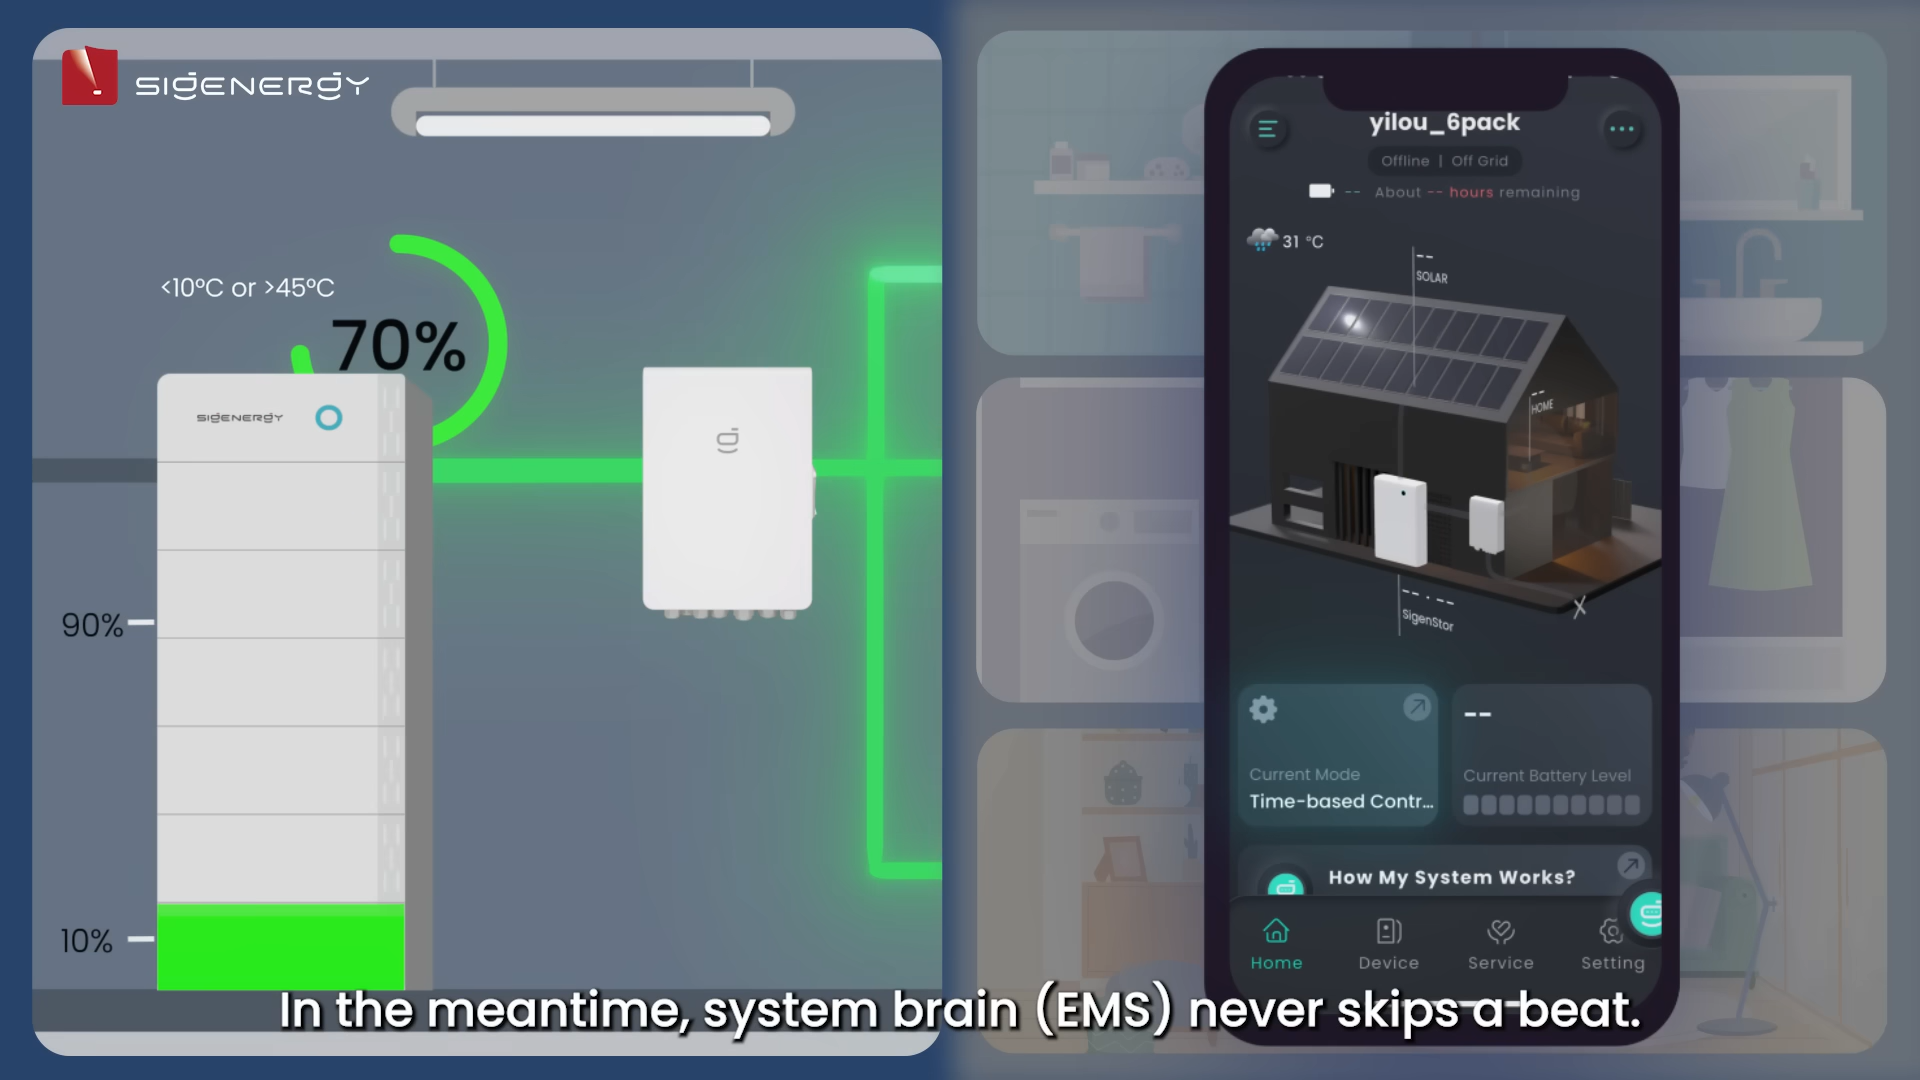 SIGENERGY
<10°C or >45°C
70%
SIGENERGY
90%
10%
yilou_6pack
Offline | Off Grid
-- About -- hours remaining
31 °C
--
SOLAR
--
HOME
-- . --
SigenStor
Current Mode
Time-based Contr...
--
Current Battery Level
How My System Works?
Home
Device
Service
Setting
In the meantime, system brain (EMS) never skips a beat.